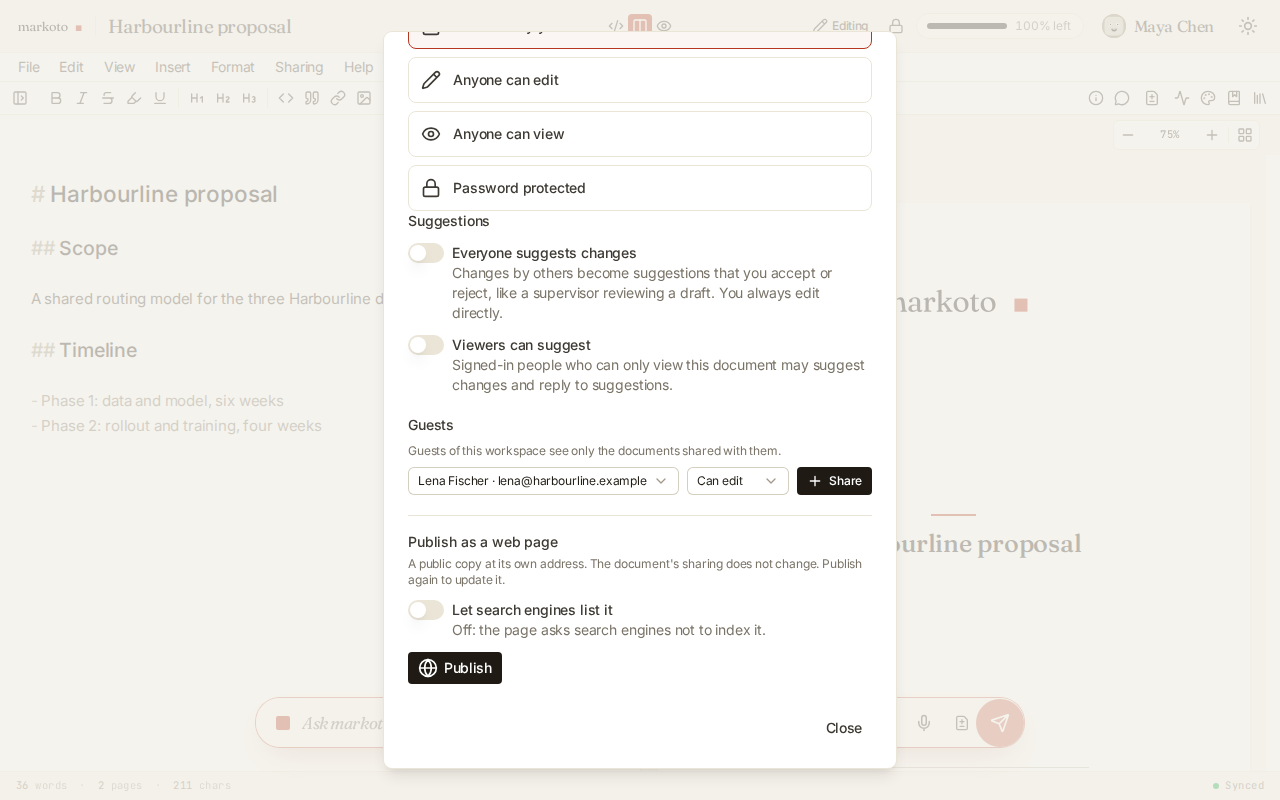 markoto
Harbourline proposal
Editing
100% left
Maya Chen
File Edit View Insert Format Sharing Help
H1 H2 H3
75%
# Harbourline proposal
## Scope
A shared routing model for the three Harbourline d
## Timeline
- Phase 1: data and model, six weeks
- Phase 2: rollout and training, four weeks
Anyone can edit
Anyone can view
Password protected
Suggestions
Everyone suggests changes
Changes by others become suggestions that you accept or
reject, like a supervisor reviewing a draft. You always edit
directly.
Viewers can suggest
Signed-in people who can only view this document may suggest
changes and reply to suggestions.
Guests
Guests of this workspace see only the documents shared with them.
Lena Fischer · lena@harbourline.example
Can edit
Share
Publish as a web page
A public copy at its own address. The document's sharing does not change. Publish
again to update it.
Let search engines list it
Off: the page asks search engines not to index it.
Publish
Close
markoto
ourline proposal
Ask markot
36 words · 2 pages · 211 chars
Synced